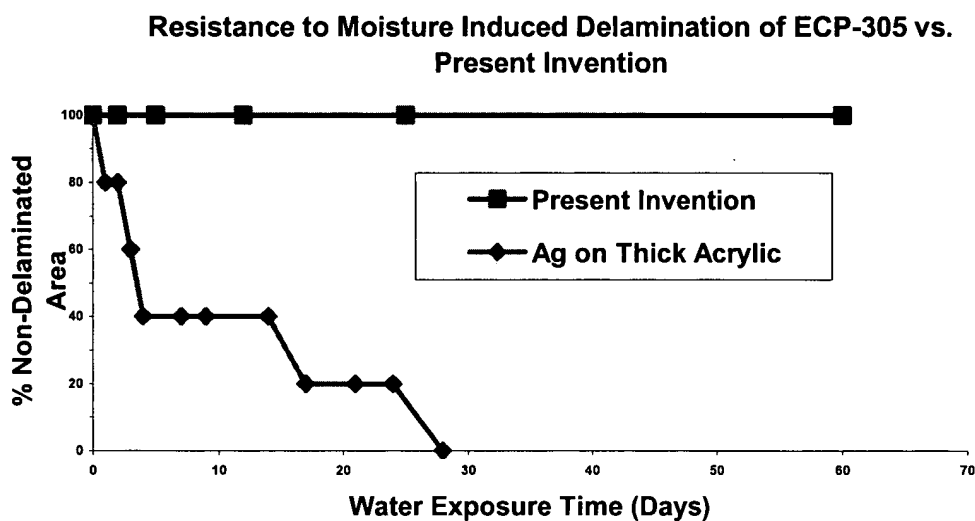 Resistance to Moisture Induced Delamination of ECP-305 vs.
Present Invention
% Non-Delaminated
Area
100
80
60
40
20
0
Present Invention
Ag on Thick Acrylic
0 10 20 30 40 50 60 70
Water Exposure Time (Days)